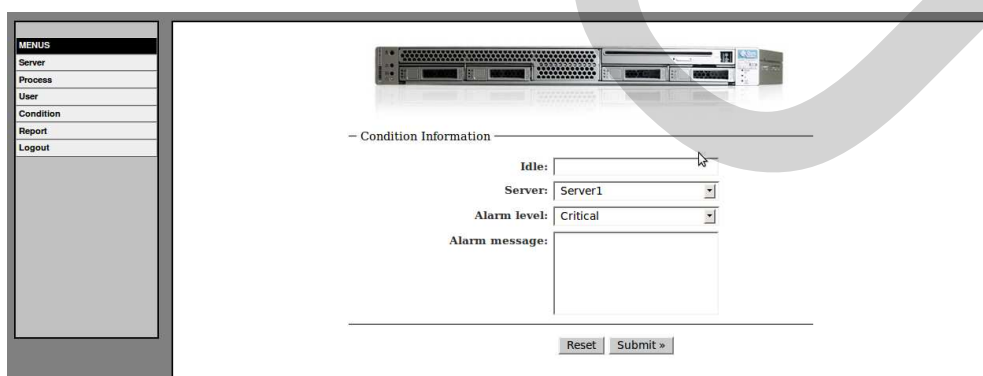 MENUS
Server
Process
User
Condition
Report
Logout
Condition Information
Idle:
Server: Server1
Alarm level: Critical
Alarm message:
Reset Submit »